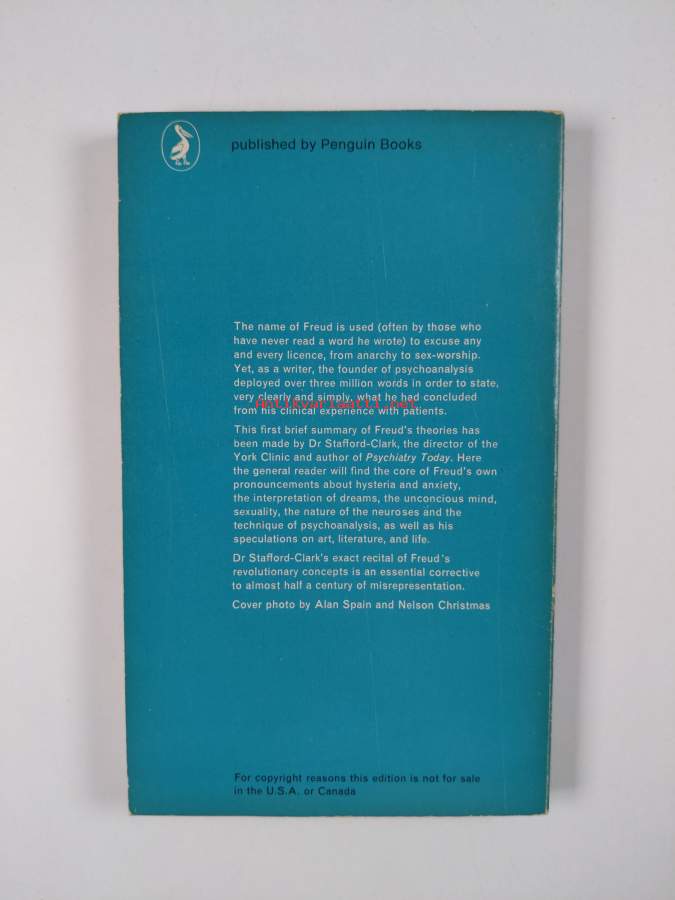 published by Penguin Books
The name of Freud is used (often by those who
have never read a word he wrote) to excuse any
and every licence, from anarchy to sex-worship.
Yet, as a writer, the founder of psychoanalysis
deployed over three million words in order to state,
very clearly and simply, what he had concluded
antikvariaatti.net
from his clinical experience with patients.
This first brief summary of Freud's theories has
been made by Dr Stafford-Clark, the director of the
York Clinic and author of Psychiatry Today. Here
the general reader will find the core of Freud's own
pronouncements about hysteria and anxiety,
the interpretation of dreams, the unconcious mind,
sexuality, the nature of the neuroses and the
technique of psychoanalysis, as well as his
speculations on art, literature, and life.
Dr Stafford-Clark's exact recital of Freud's
revolutionary concepts is an essential corrective
to almost half a century of misrepresentation.
Cover photo by Alan Spain and Nelson Christmas
For copyright reasons this edition is not for sale
in the U.S.A. or Canada